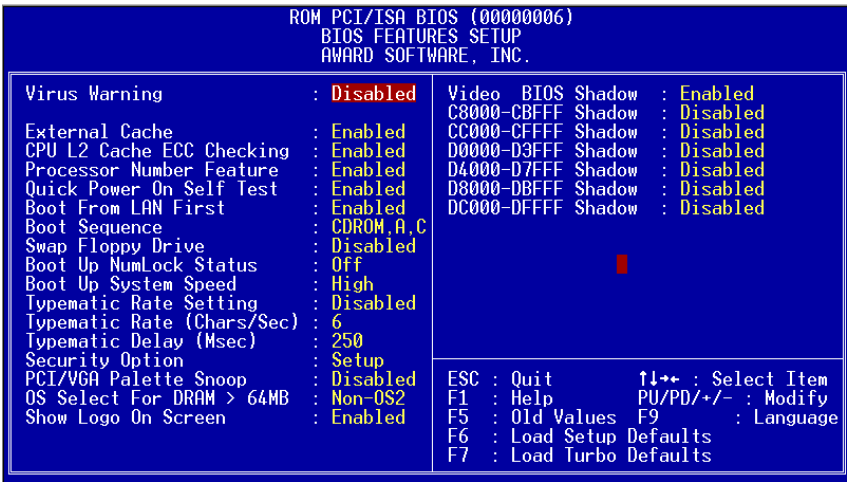 ROM PCI/ISA BIOS (00000006)
BIOS FEATURES SETUP
AWARD SOFTWARE, INC.
Virus Warning : Disabled
External Cache : Enabled
CPU L2 Cache ECC Checking : Enabled
Processor Number Feature : Enabled
Quick Power On Self Test : Enabled
Boot From LAN First : Enabled
Boot Sequence : CDROM,A,C
Swap Floppy Drive : Disabled
Boot Up NumLock Status : Off
Boot Up System Speed : High
Typematic Rate Setting : Disabled
Typematic Rate (Chars/Sec) : 6
Typematic Delay (Msec) : 250
Security Option : Setup
PCI/VGA Palette Snoop : Disabled
OS Select For DRAM > 64MB : Non-OS2
Show Logo On Screen : Enabled
Video BIOS Shadow : Enabled
C8000-CBFFF Shadow : Disabled
CC000-CFFFF Shadow : Disabled
D0000-D3FFF Shadow : Disabled
D4000-D7FFF Shadow : Disabled
D8000-DBFFF Shadow : Disabled
DC000-DFFFF Shadow : Disabled
ESC : Quit ↑↓→← : Select Item
F1 : Help PU/PD/+/- : Modify
F5 : Old Values F9 : Language
F6 : Load Setup Defaults
F7 : Load Turbo Defaults